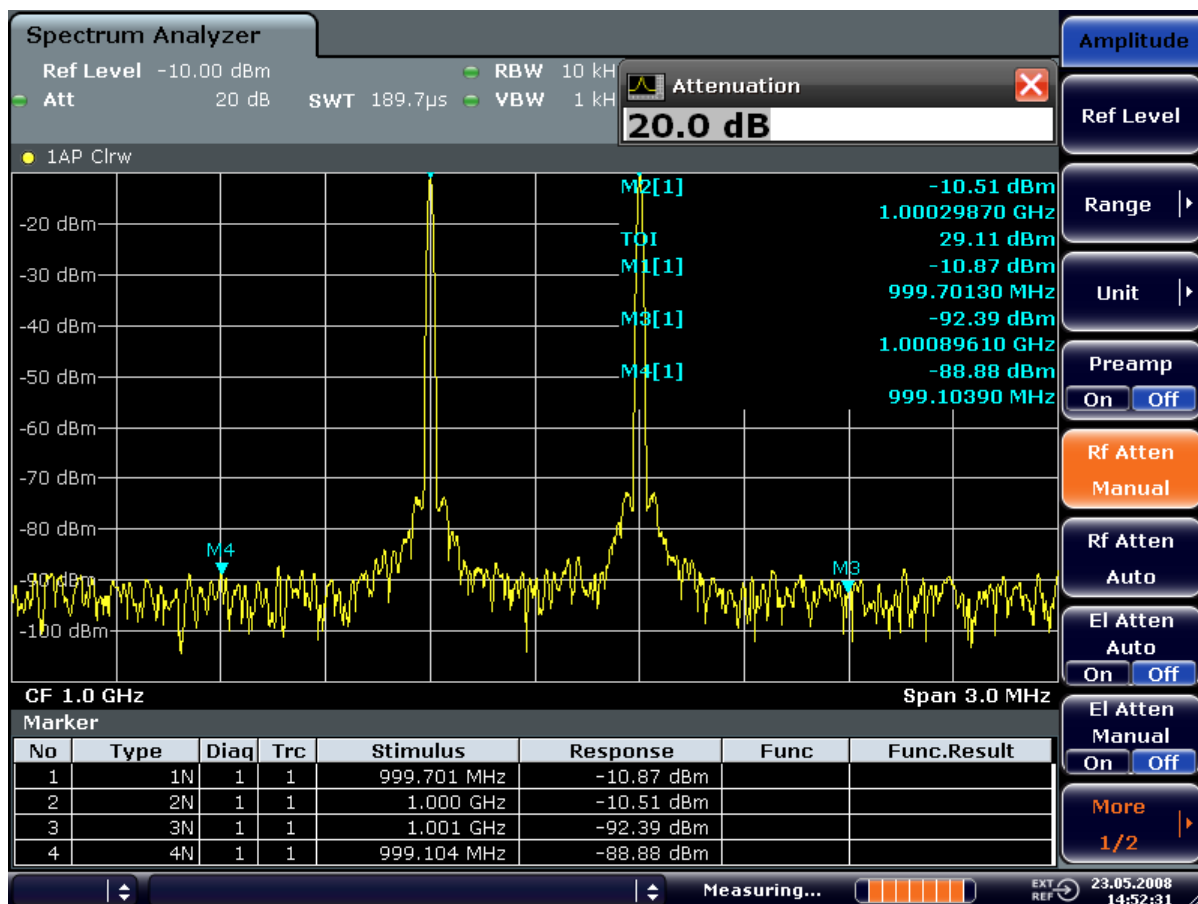 Spectrum Analyzer
Ref Level -10.00 dBm RBW 10 kH
Att 20 dB SWT 189.7µs VBW 1 kH
Attenuation
20.0 dB
1AP Clrw
M2[1] -10.51 dBm
1.00029870 GHz
TOI 29.11 dBm
M1[1] -10.87 dBm
999.70130 MHz
M3[1] -92.39 dBm
1.00089610 GHz
M4[1] -88.88 dBm
999.10390 MHz
-20 dBm
-30 dBm
-40 dBm
-50 dBm
-60 dBm
-70 dBm
-80 dBm
-90 dBm
-100 dBm
M4
M3
CF 1.0 GHz Span 3.0 MHz
Marker
No Type Diaq Trc Stimulus Response Func Func.Result
1 1N 1 1 999.701 MHz -10.87 dBm
2 2N 1 1 1.000 GHz -10.51 dBm
3 3N 1 1 1.001 GHz -92.39 dBm
4 4N 1 1 999.104 MHz -88.88 dBm
Measuring...
EXT
REF
23.05.2008
14:52:31
Amplitude
Ref Level
Range
Unit
Preamp
On Off
Rf Atten
Manual
Rf Atten
Auto
El Atten
Auto
On Off
El Atten
Manual
On Off
More
1/2